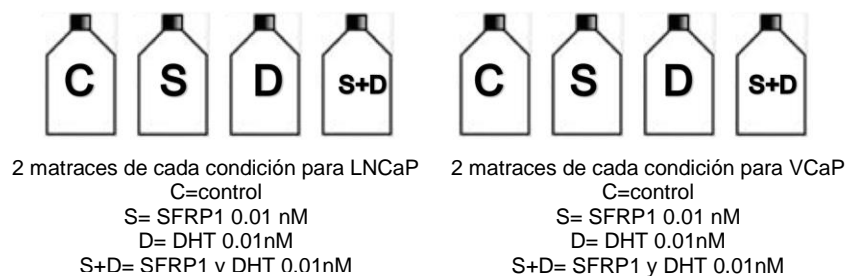 C S D S+D C S D S+D
2 matraces de cada condición para LNCaP
C=control
S= SFRP1 0.01 nM
D= DHT 0.01nM
S+D= SFRP1 y DHT 0.01nM
2 matraces de cada condición para VCaP
C=control
S= SFRP1 0.01 nM
D= DHT 0.01nM
S+D= SFRP1 y DHT 0.01nM